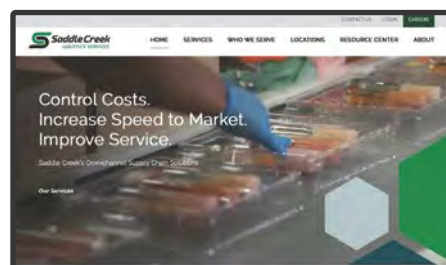 CONTACT US LOGIN CAREERS
Saddle Creek
LOGISTICS SERVICES
HOME SERVICES WHO WE SERVE LOCATIONS RESOURCE CENTER ABOUT
Control Costs.
Increase Speed to Market.
Improve Service.
Saddle Creek's Omnichannel Supply Chain Solutions
Our Services